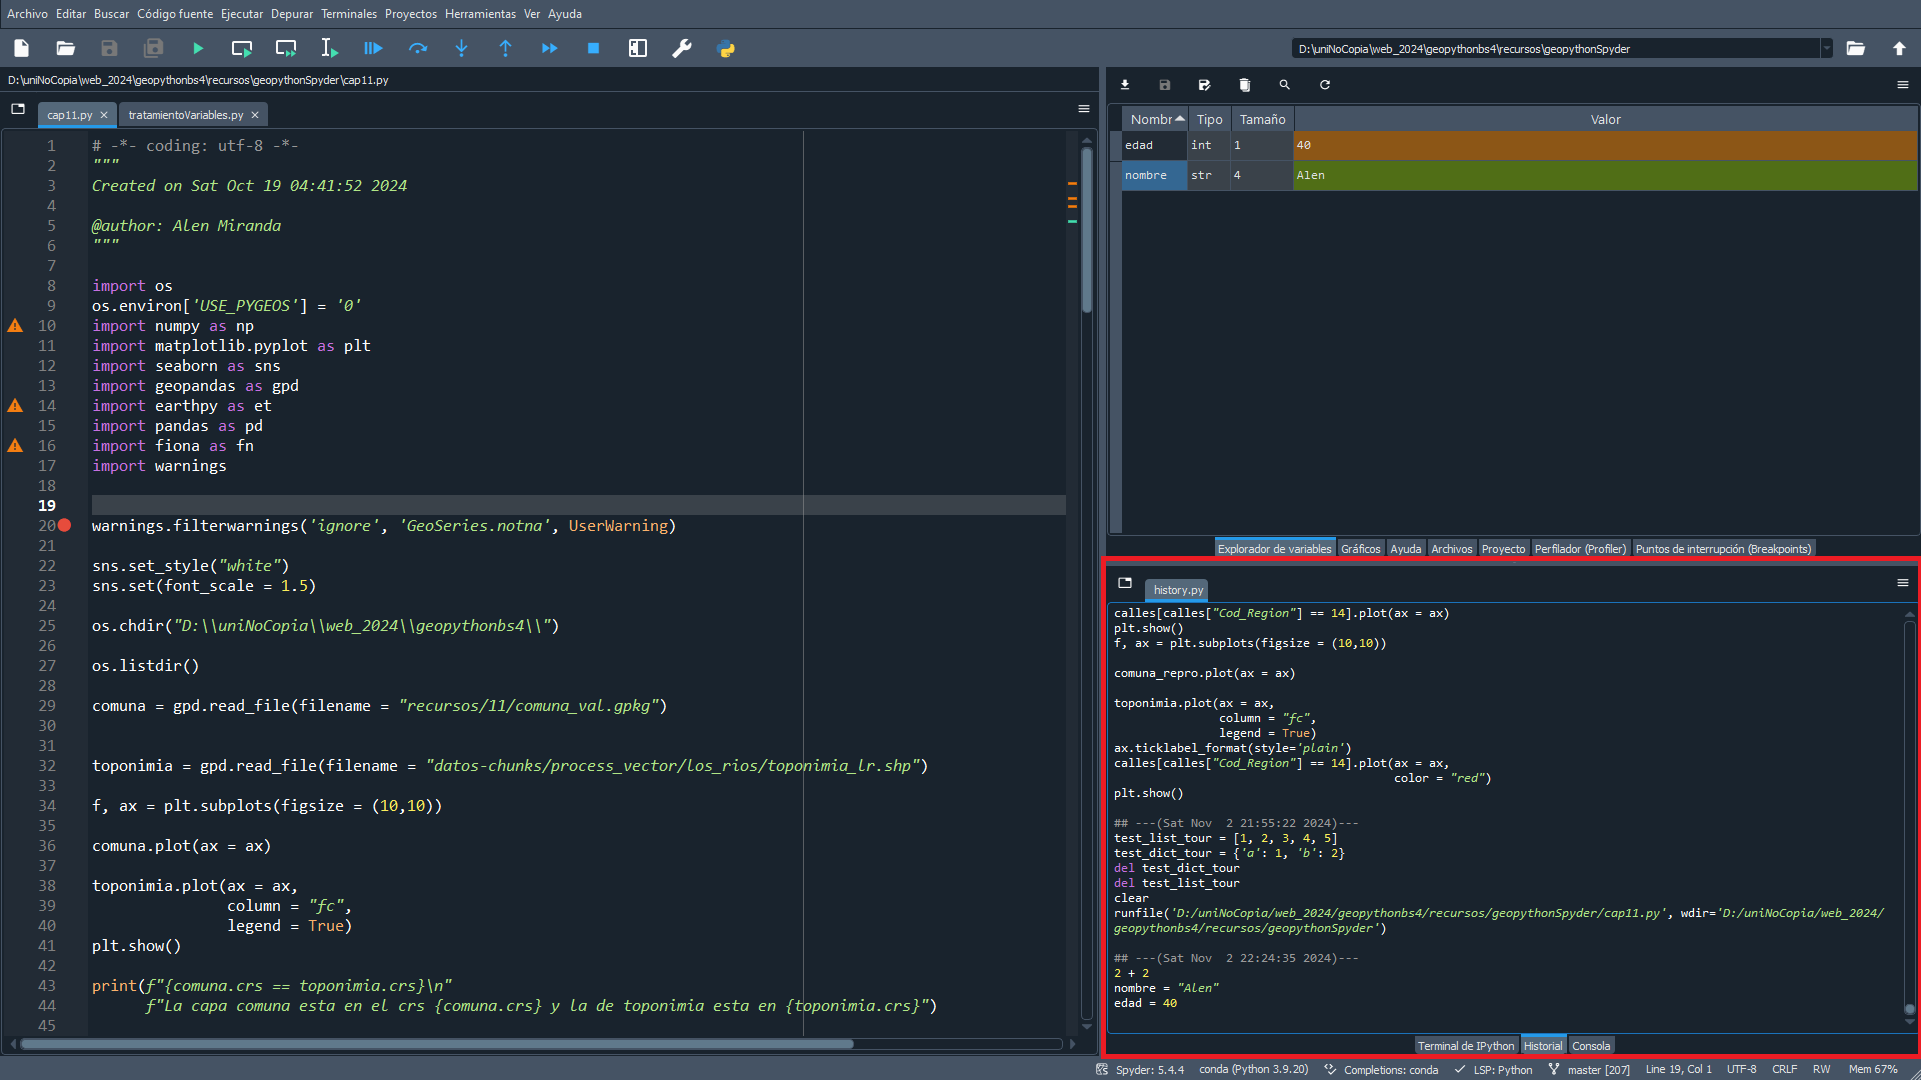 Archivo Editar Buscar Código fuente Ejecutar Depurar Terminales Proyectos Herramientas Ver Ayuda
D:\uniNoCopia\web_2024\geopythonbs4\recursos\geopythonSpyder
D:\uniNoCopia\web_2024\geopythonbs4\recursos\geopythonSpyder\cap11.py
cap11.py tratamientoVariables.py
1 # -*- coding: utf-8 -*-
2 """
3 Created on Sat Oct 19 04:41:52 2024
4
5 @author: Alen Miranda
6 """
7
8 import os
9 os.environ['USE_PYGEOS'] = '0'
10 import numpy as np
11 import matplotlib.pyplot as plt
12 import seaborn as sns
13 import geopandas as gpd
14 import earthpy as et
15 import pandas as pd
16 import fiona as fn
17 import warnings
18
19
20 warnings.filterwarnings('ignore', 'GeoSeries.notna', UserWarning)
21
22 sns.set_style("white")
23 sns.set(font_scale = 1.5)
24
25 os.chdir("D:\\uniNoCopia\\web_2024\\geopythonbs4\\")
26
27 os.listdir()
28
29 comuna = gpd.read_file(filename = "recursos/11/comuna_val.gpkg")
30
31
32 toponimia = gpd.read_file(filename = "datos-chunks/process_vector/los_rios/toponimia_lr.shp")
33
34 f, ax = plt.subplots(figsize = (10,10))
35
36 comuna.plot(ax = ax)
37
38 toponimia.plot(ax = ax,
39 column = "fc",
40 legend = True)
41 plt.show()
42
43 print(f"{comuna.crs == toponimia.crs}\n"
44 f"La capa comuna esta en el crs {comuna.crs} y la de toponimia esta en {toponimia.crs}")
45
Nombr Tipo Tamaño Valor
edad int 1 40
nombre str 4 Alen
Explorador de variables Gráficos Ayuda Archivos Proyecto Perfilador (Profiler) Puntos de interrupción (Breakpoints)
history.py
calles[calles["Cod_Region"] == 14].plot(ax = ax)
plt.show()
f, ax = plt.subplots(figsize = (10,10))
comuna_repro.plot(ax = ax)
toponimia.plot(ax = ax,
column = "fc",
legend = True)
ax.ticklabel_format(style='plain')
calles[calles["Cod_Region"] == 14].plot(ax = ax,
color = "red")
plt.show()
## ---(Sat Nov  2 21:55:22 2024)---
test_list_tour = [1, 2, 3, 4, 5]
test_dict_tour = {'a': 1, 'b': 2}
del test_dict_tour
del test_list_tour
clear
runfile('D:/uniNoCopia/web_2024/geopythonbs4/recursos/geopythonSpyder/cap11.py', wdir='D:/uniNoCopia/web_2024/
geopythonbs4/recursos/geopythonSpyder')
## ---(Sat Nov  2 22:24:35 2024)---
2 + 2
nombre = "Alen"
edad = 40
Terminal de IPython Historial Consola
Spyder: 5.4.4 conda (Python 3.9.20) Completions: conda LSP: Python master [207] Line 19, Col 1 UTF-8 CRLF RW Mem 67%